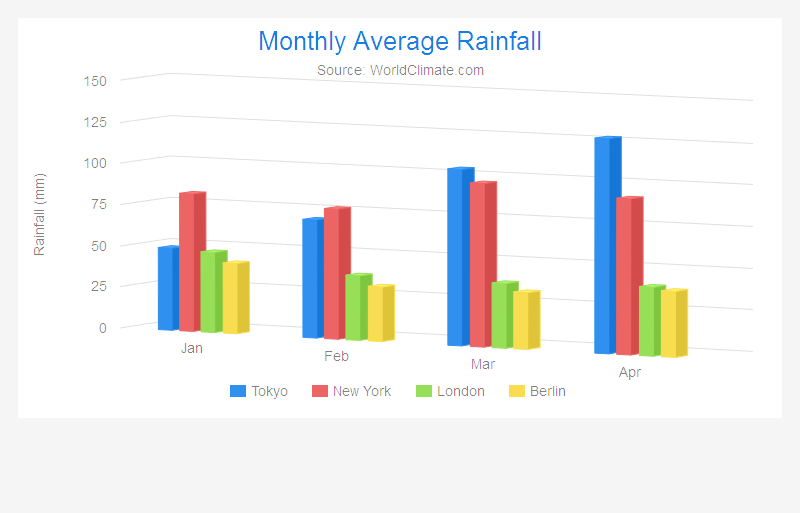 Monthly Average Rainfall
Source: WorldClimate.com
150
125
100
75
50
25
0
Rainfall (mm)
Jan
Feb
Mar
Apr
Tokyo
New York
London
Berlin